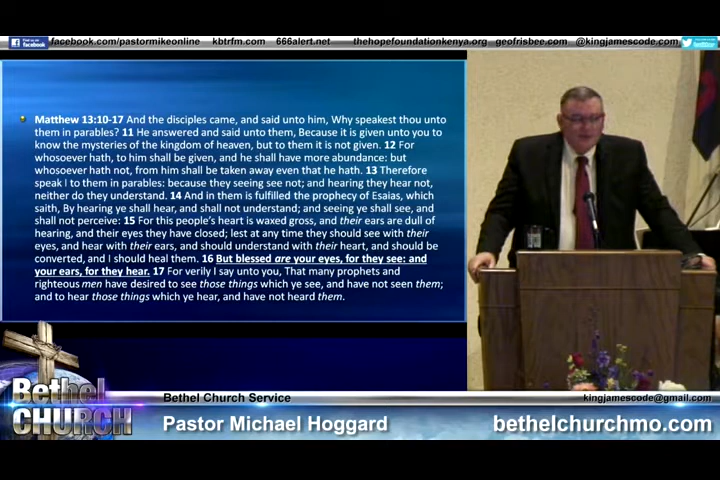 Find us on facebook
facebook.com/pastormikeonline kbtrfm.com 666alert.net thehopefoundationkenya.org geofrisbee.com @kingjamescode.com twitter
Matthew 13:10-17 And the disciples came, and said unto him, Why speakest thou unto
them in parables? 11 He answered and said unto them, Because it is given unto you to
know the mysteries of the kingdom of heaven, but to them it is not given. 12 For
whosoever hath, to him shall be given, and he shall have more abundance: but
whosoever hath not, from him shall be taken away even that he hath. 13 Therefore
speak I to them in parables: because they seeing see not; and hearing they hear not,
neither do they understand. 14 And in them is fulfilled the prophecy of Esaias, which
saith, By hearing ye shall hear, and shall not understand; and seeing ye shall see, and
shall not perceive: 15 For this people's heart is waxed gross, and their ears are dull of
hearing, and their eyes they have closed; lest at any time they should see with their
eyes, and hear with their ears, and should understand with their heart, and should be
converted, and I should heal them. 16 But blessed are your eyes, for they see: and
your ears, for they hear. 17 For verily I say unto you, That many prophets and
righteous men have desired to see those things which ye see, and have not seen them;
and to hear those things which ye hear, and have not heard them.
Bethel
CHURCH
Bethel Church Service
kingjamescode@gmail.com
Pastor Michael Hoggard
bethelchurchmo.com